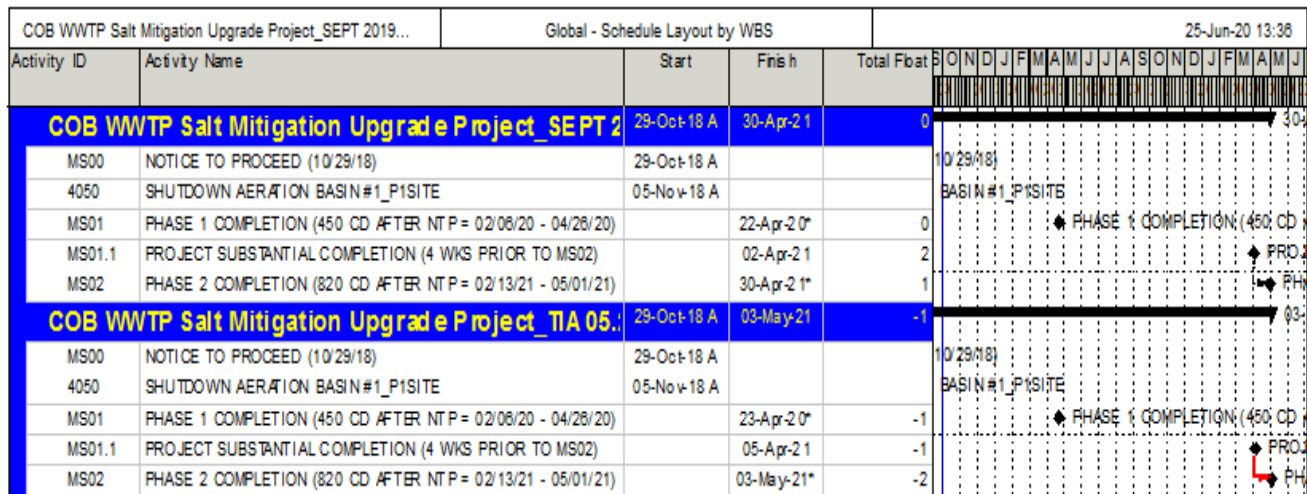 COB WWTP Salt Mitigation Upgrade Project_SEPT 2019... Global - Schedule Layout by WBS 25-Jun-20 13:36
Activity ID Activity Name Start Finish Total Float S O N D J F M A M J J A S O N D J F M A M J
COB WWTP Salt Mitigation Upgrade Project_SEPT 2 29-Oct-18 A 30-Apr-21 0 30-
MS00 NOTICE TO PROCEED (10/29/18) 29-Oct-18 A 10/29/18)
4050 SHUTDOWN AERATION BASIN #1_P1SITE 05-Nov-18 A BASIN #1_P1SITE
MS01 PHASE 1 COMPLETION (450 CD AFTER NTP = 02/06/20 - 04/26/20) 22-Apr-20* 0 PHASE 1 COMPLETION (450 CD
MS01.1 PROJECT SUBSTANTIAL COMPLETION (4 WKS PRIOR TO MS02) 02-Apr-21 2 PROJ
MS02 PHASE 2 COMPLETION (820 CD AFTER NTP = 02/13/21 - 05/01/21) 30-Apr-21* 1 PH
COB WWTP Salt Mitigation Upgrade Project_TIA 05.: 29-Oct-18 A 03-May-21 -1 03-
MS00 NOTICE TO PROCEED (10/29/18) 29-Oct-18 A 10/29/18)
4050 SHUTDOWN AERATION BASIN #1_P1SITE 05-Nov-18 A BASIN #1_P1SITE
MS01 PHASE 1 COMPLETION (450 CD AFTER NTP = 02/06/20 - 04/26/20) 23-Apr-20* -1 PHASE 1 COMPLETION (450 CD
MS01.1 PROJECT SUBSTANTIAL COMPLETION (4 WKS PRIOR TO MS02) 05-Apr-21 -1 PROJ
MS02 PHASE 2 COMPLETION (820 CD AFTER NTP = 02/13/21 - 05/01/21) 03-May-21* -2 PH